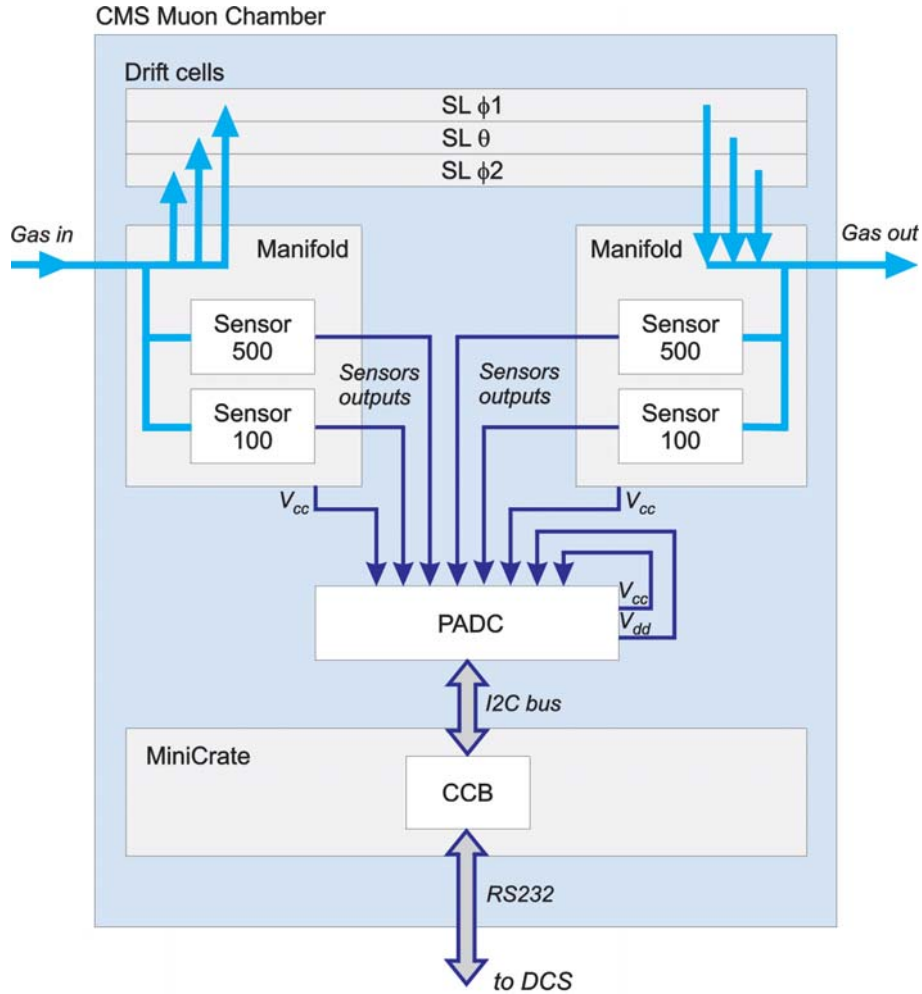 CMS Muon Chamber
Drift cells
SL ϕ1
SL θ
SL ϕ2
Gas in
Manifold
Manifold
Gas out
Sensor
500
Sensor
500
Sensors
outputs
Sensors
outputs
Sensor
100
Sensor
100
Vcc
Vcc
PADC
Vcc
Vdd
I2C bus
MiniCrate
CCB
RS232
to DCS